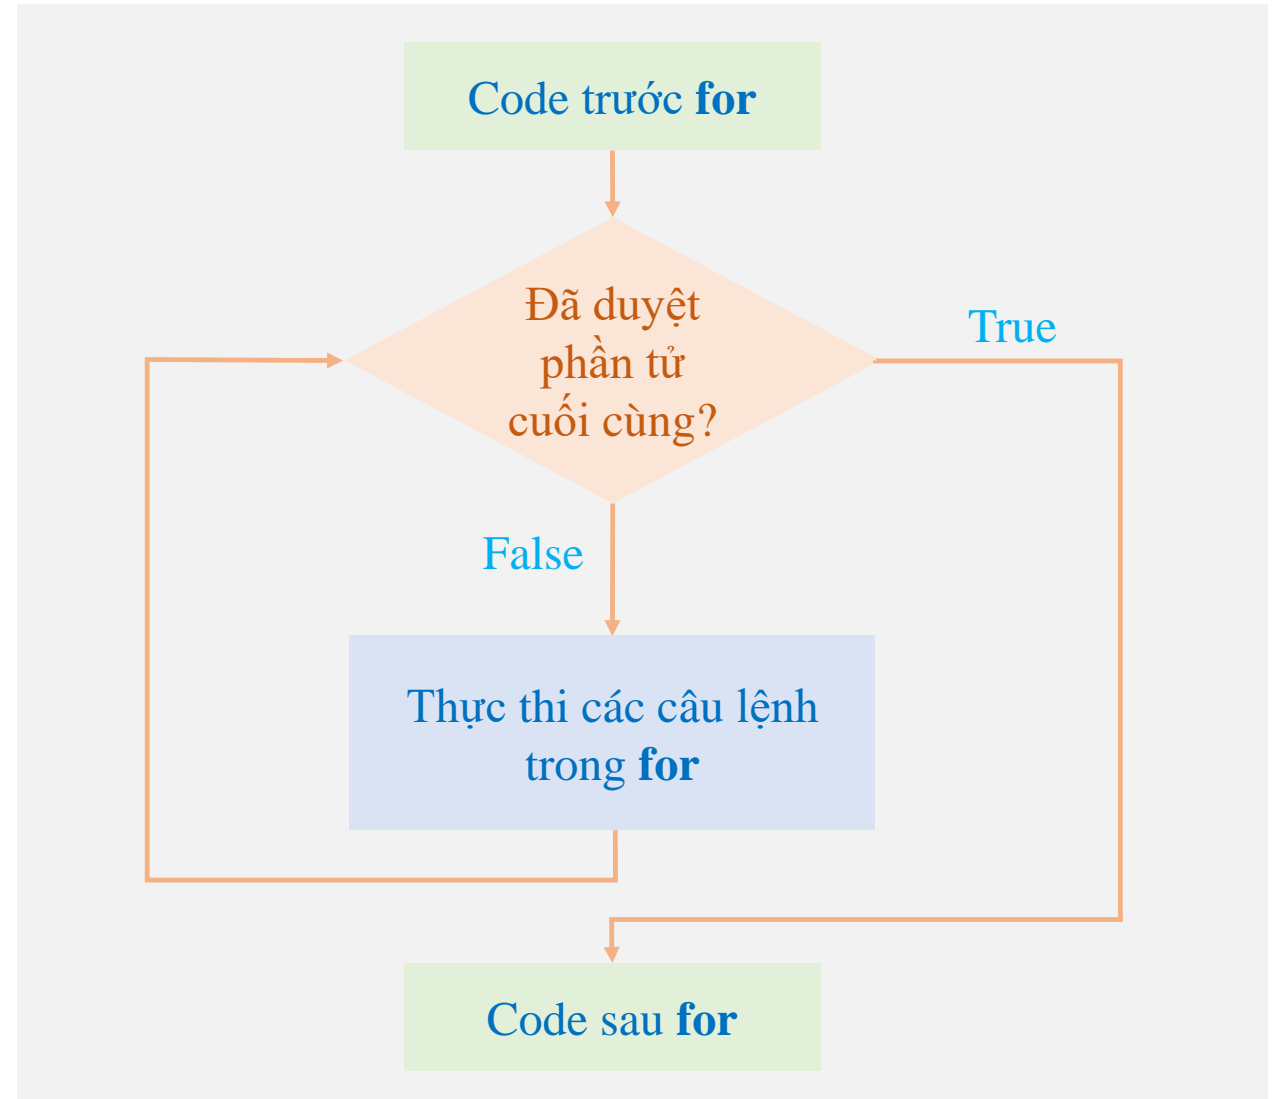 Code trước for
Đã duyệt
phần tử
cuối cùng?
True
False
Thực thi các câu lệnh
trong for
Code sau for